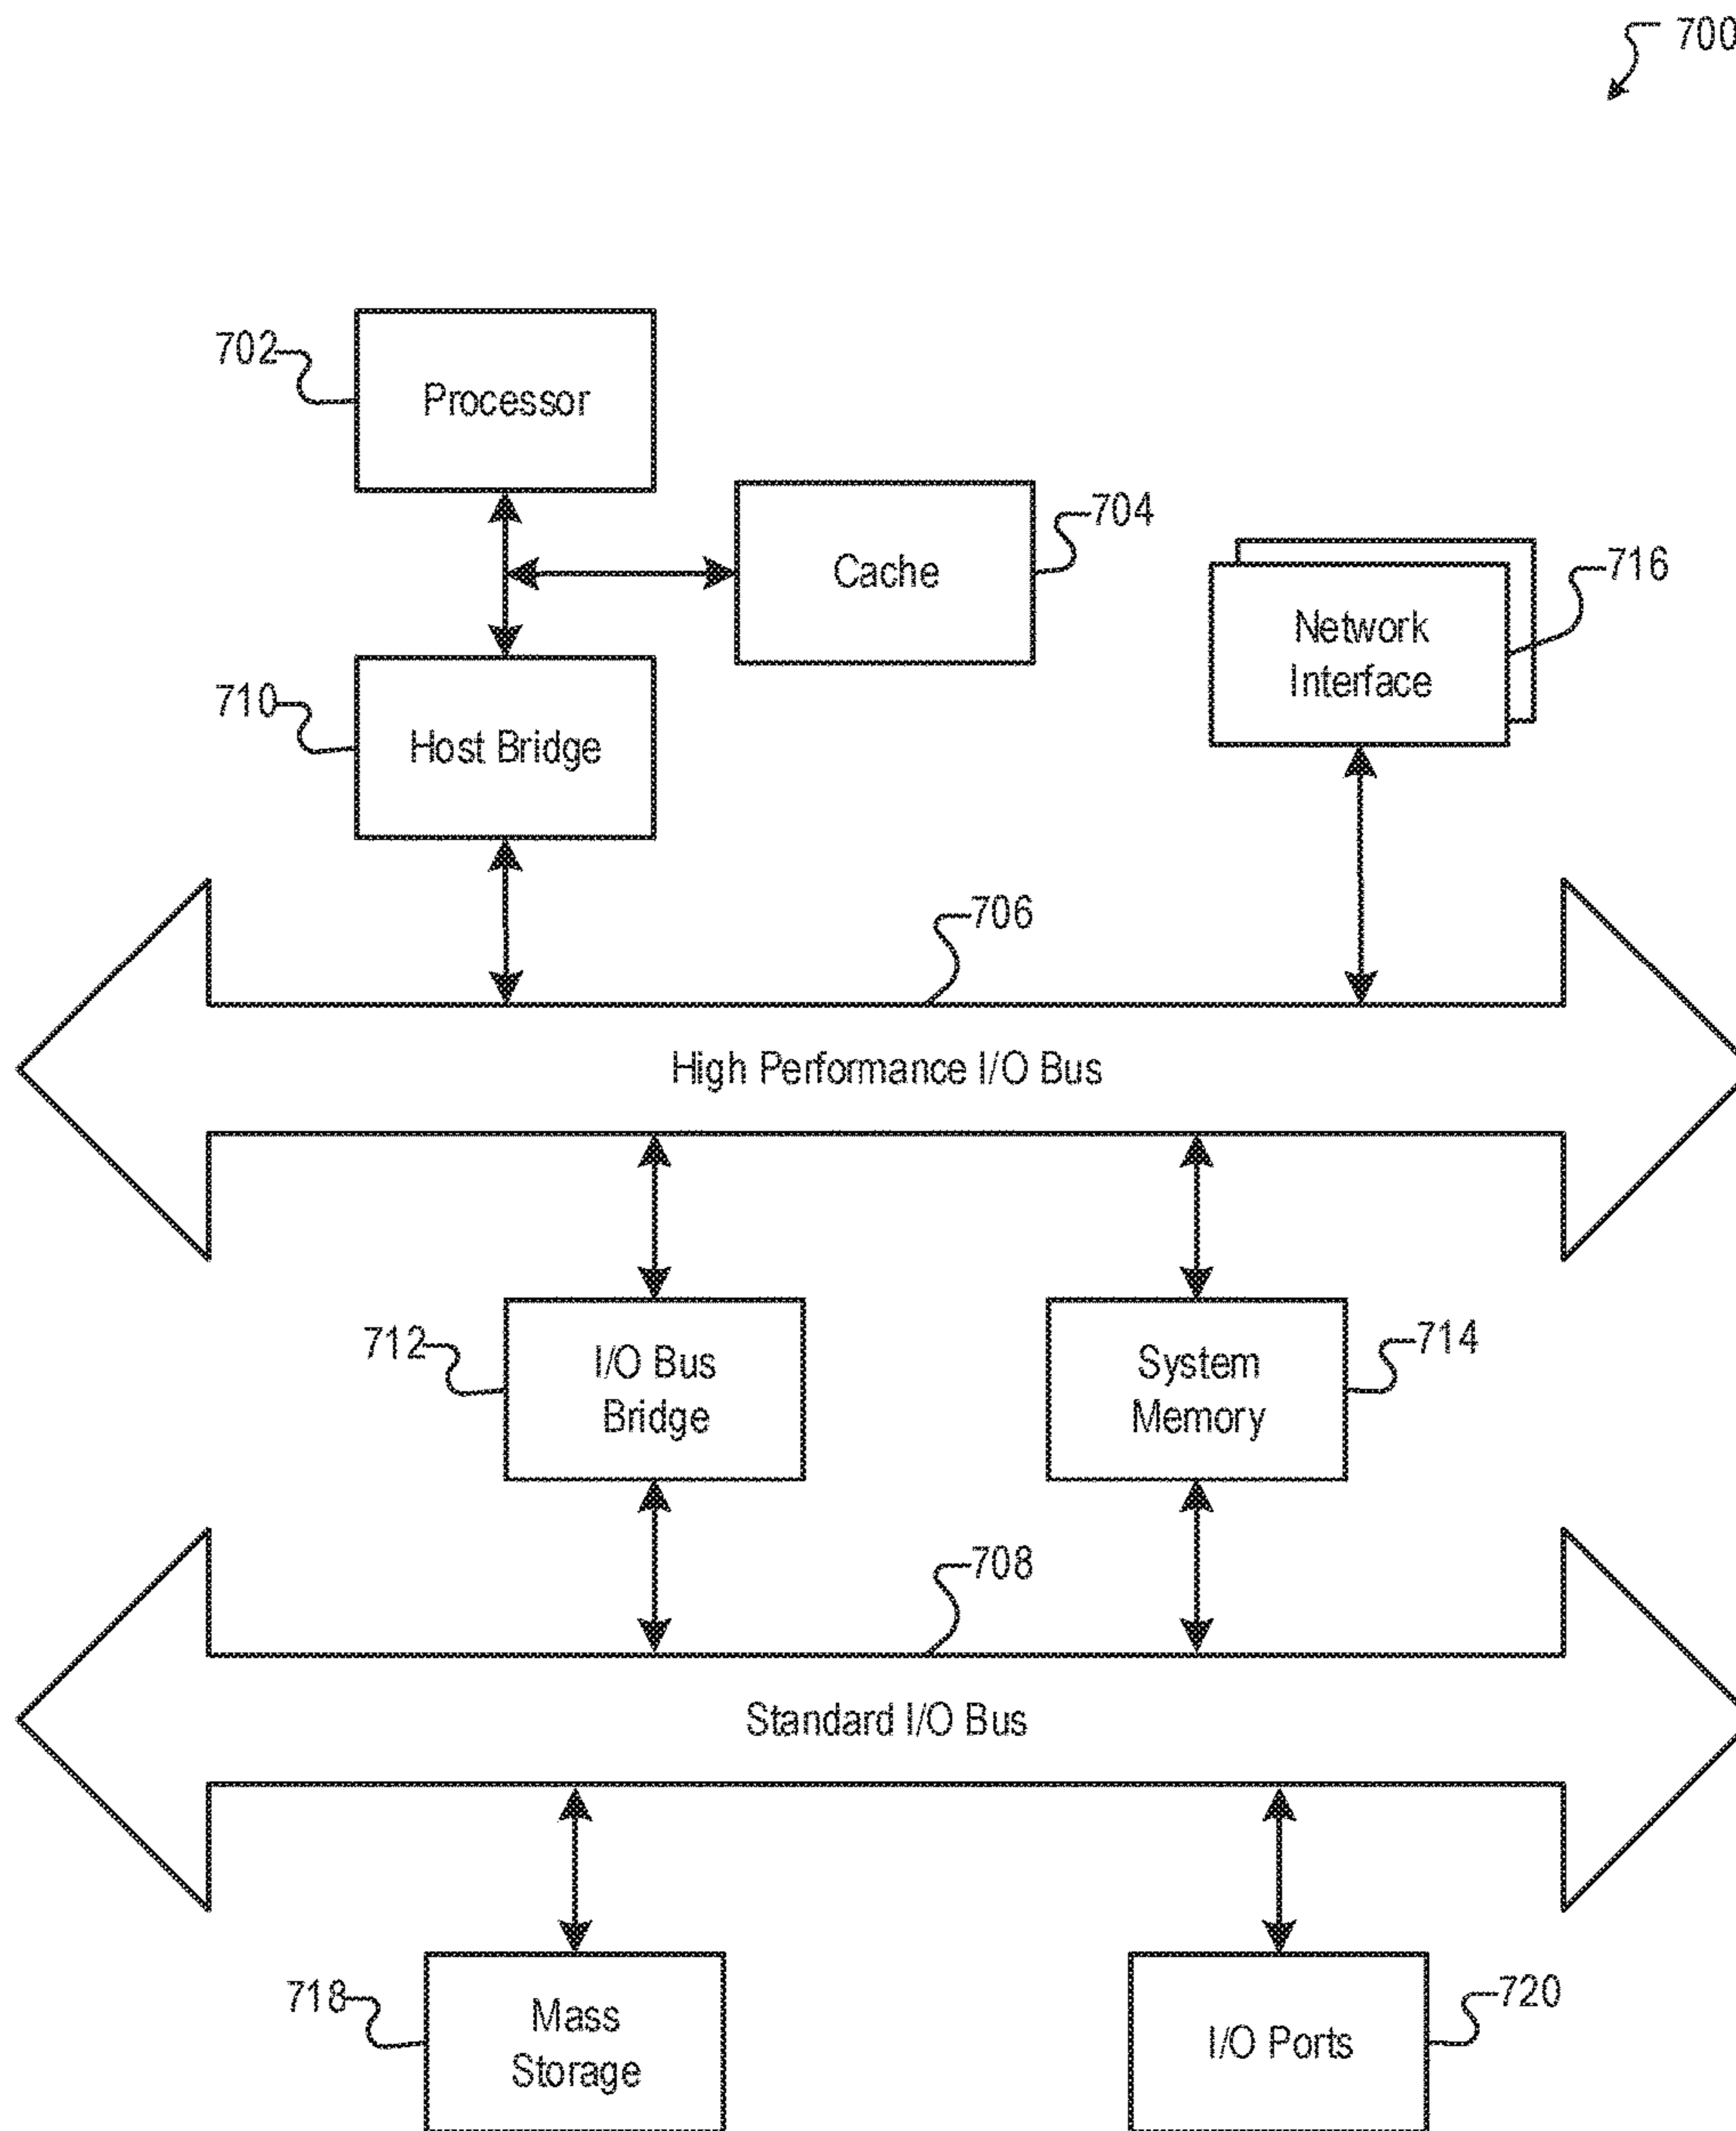 700
702
Processor
704
Cache
716
Network
Interface
710
Host Bridge
706
High Performance I/O Bus
712
I/O Bus
Bridge
714
System
Memory
708
Standard I/O Bus
718
Mass
Storage
720
I/O Ports